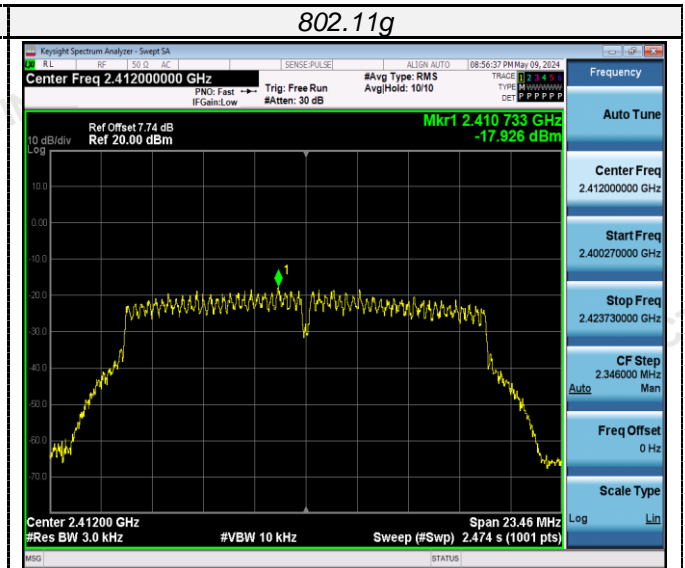 802.11g
Keysight Spectrum Analyzer - Swept SA
RL RF 50 Ω AC SENSE:PULSE ALIGN AUTO 08:56:37 PM May 09, 2024
Center Freq 2.412000000 GHz
PNO: Fast
IFGain:Low
Trig: Free Run
#Atten: 30 dB
#Avg Type: RMS
Avg|Hold: 10/10
TRACE 1 2 3 4 5 6
TYPE M WWWWW
DET P P P P P P
Ref Offset 7.74 dB
10 dB/div Ref 20.00 dBm
Log
Mkr1 2.410 733 GHz
-17.926 dBm
10.0
0.00
-10.0
-20.0
-30.0
-40.0
-50.0
-60.0
-70.0
1
Center 2.41200 GHz
Span 23.46 MHz
#Res BW 3.0 kHz
#VBW 10 kHz
Sweep (#Swp) 2.474 s (1001 pts)
MSG
STATUS
Frequency
Auto Tune
Center Freq
2.412000000 GHz
Start Freq
2.400270000 GHz
Stop Freq
2.423730000 GHz
CF Step
2.346000 MHz
Auto Man
Freq Offset
0 Hz
Scale Type
Log Lin